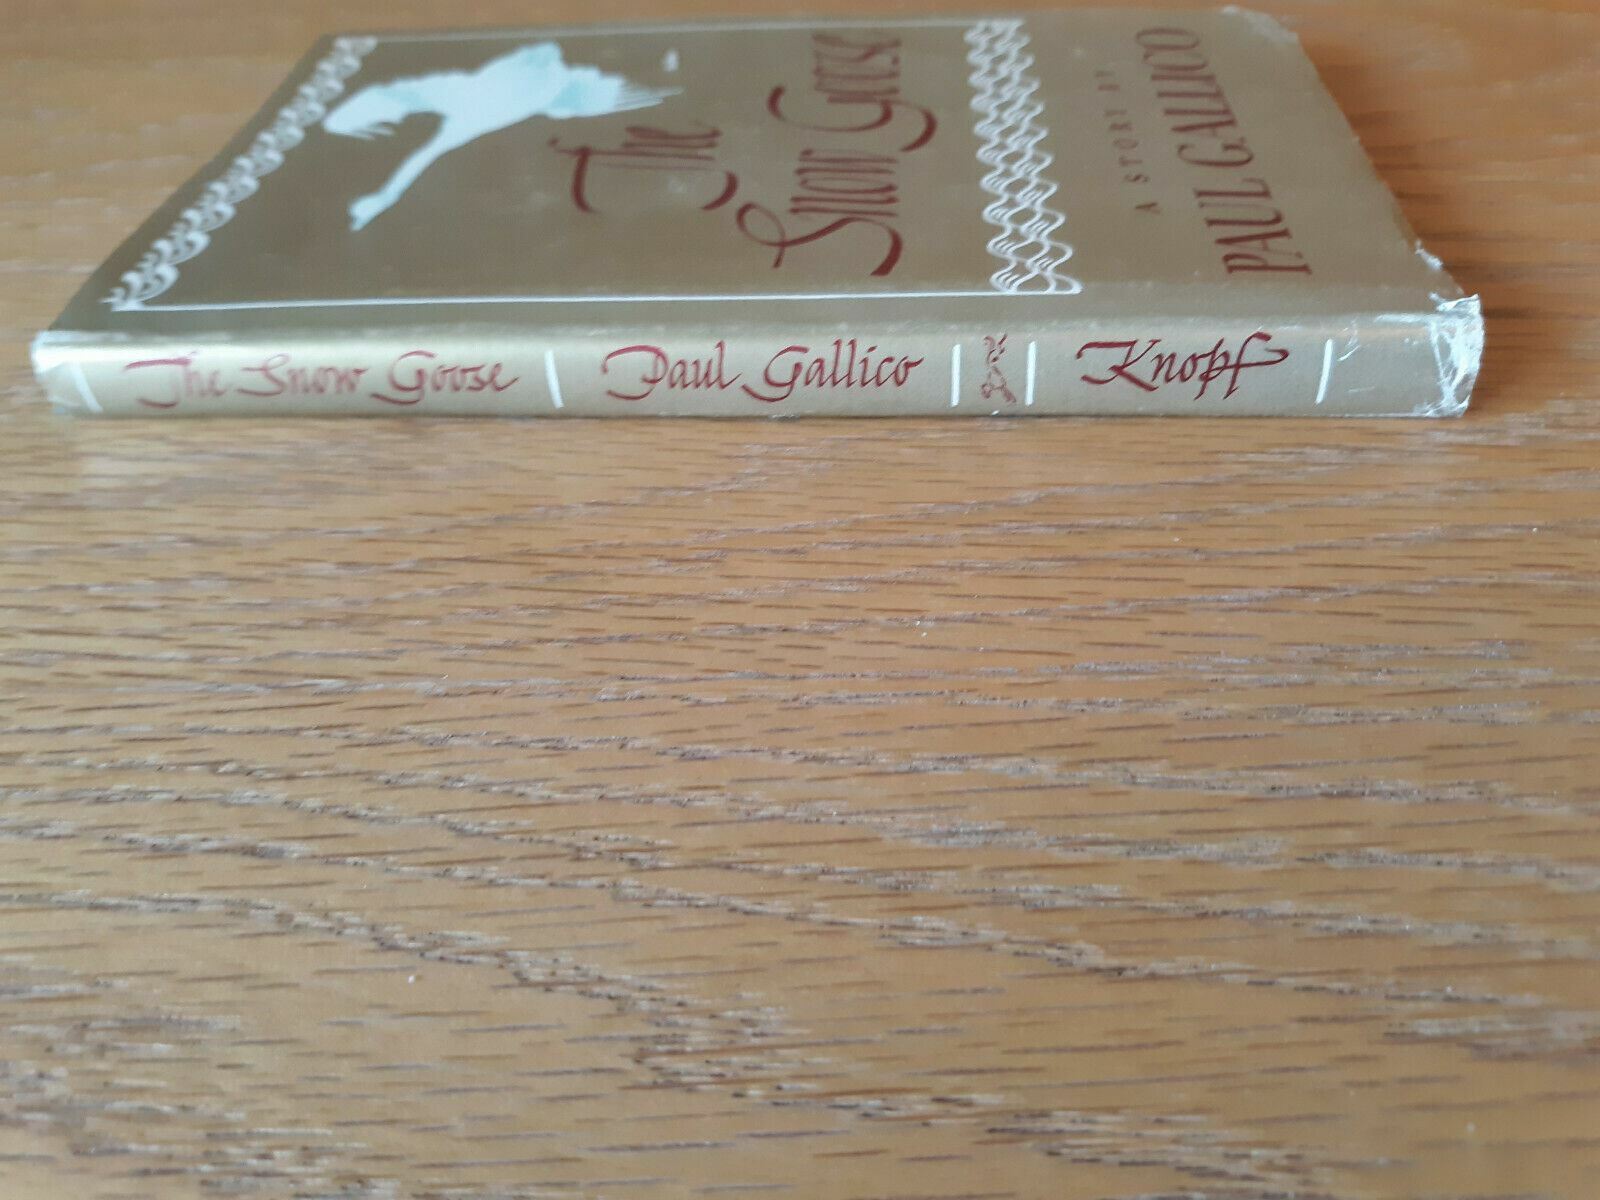 The
Snow Goose
A STORY BY
PAUL GALLICO
The Snow Goose Paul Gallico Knopf